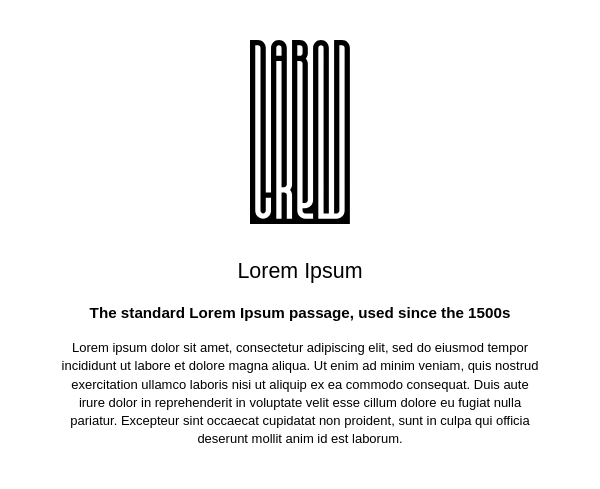 DAROD
CREW
Lorem Ipsum
The standard Lorem Ipsum passage, used since the 1500s
Lorem ipsum dolor sit amet, consectetur adipiscing elit, sed do eiusmod tempor
incididunt ut labore et dolore magna aliqua. Ut enim ad minim veniam, quis nostrud
exercitation ullamco laboris nisi ut aliquip ex ea commodo consequat. Duis aute
irure dolor in reprehenderit in voluptate velit esse cillum dolore eu fugiat nulla
pariatur. Excepteur sint occaecat cupidatat non proident, sunt in culpa qui officia
deserunt mollit anim id est laborum.